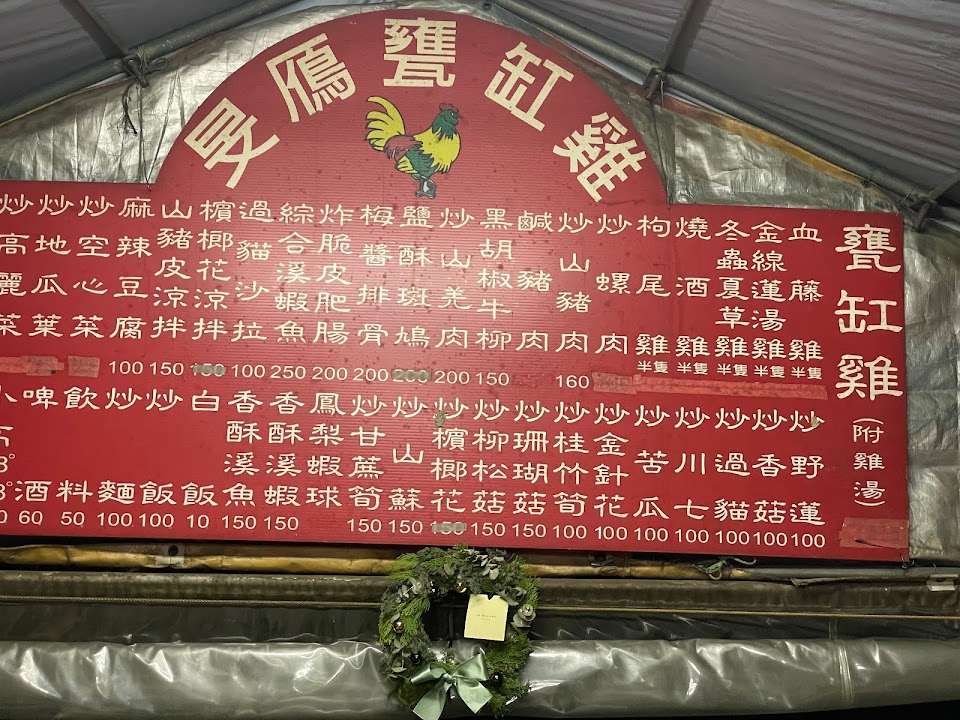 旻鴈甕缸雞
甕缸雞(附雞湯)
血藤雞半隻
金線蓮湯雞半隻
冬蟲夏草雞半隻
燒酒雞半隻
枸尾雞半隻
炒螺肉
炒山豬肉 160
鹹豬肉
黑胡椒牛柳 150
炒山羌肉 200
鹽酥斑鳩 200
梅醬排骨 200
炸脆皮肥腸 200
綜合溪蝦魚 250
過貓沙拉 100
檳榔花涼拌 150
山豬皮涼拌 150
麻辣豆腐 100
炒空心菜
炒地瓜葉
炒高麗菜
炒野蓮 100
炒香菇 100
炒過貓 100
炒川七 100
炒苦瓜 100
炒金針花 100
炒桂竹筍 100
炒珊瑚菇 150
炒柳松菇 150
炒檳榔花 150
炒山蘇 150
炒甘蔗筍 150
鳳梨蝦球
香酥溪蝦 150
香酥溪魚 150
白飯 10
炒飯 100
炒麵 100
飲料 50
啤酒 60